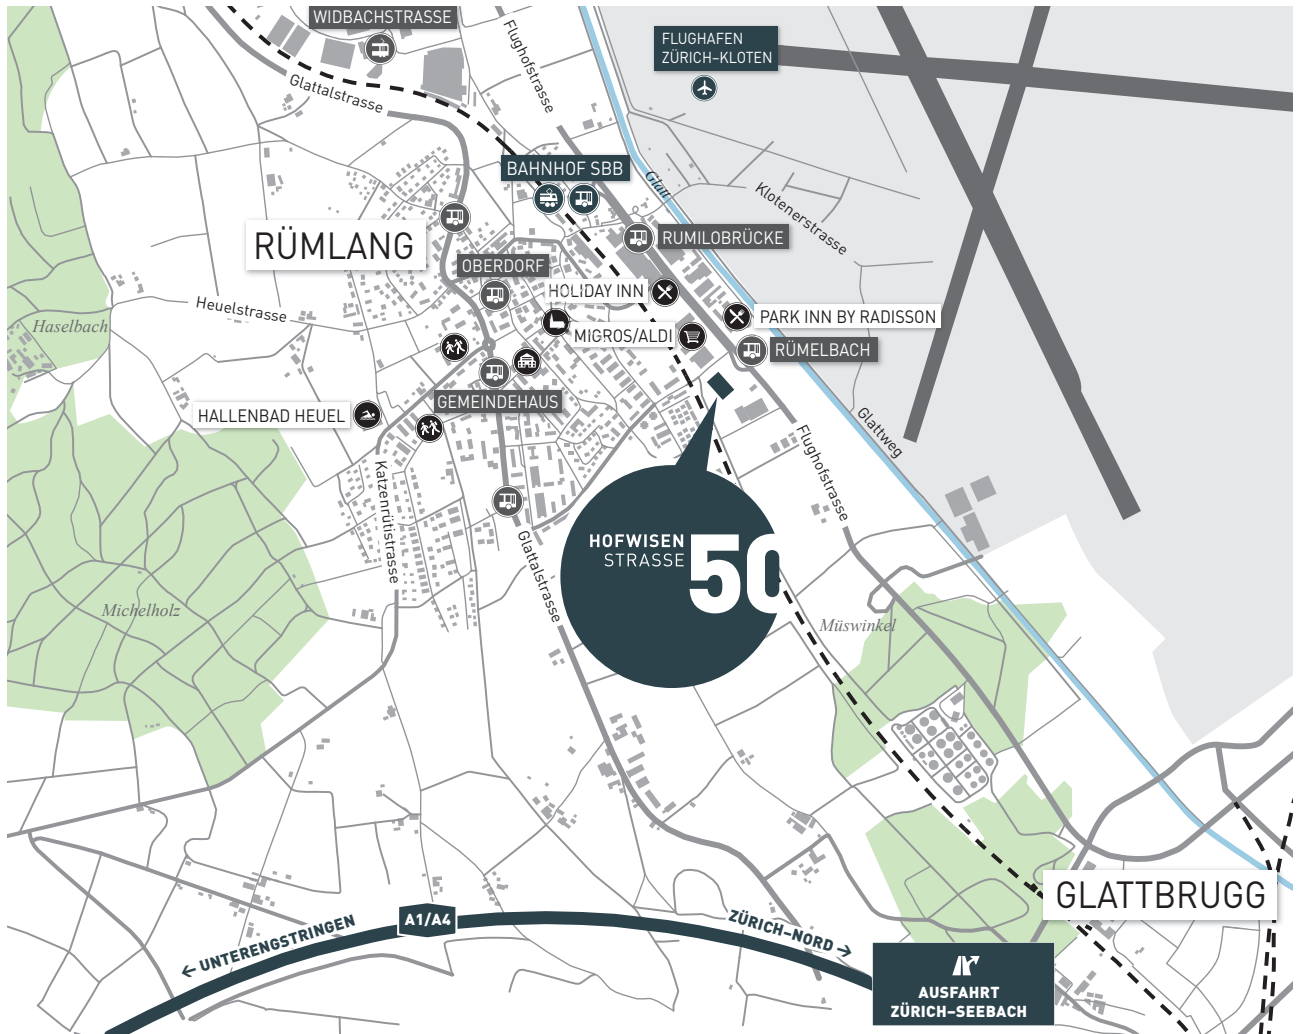 WIDBACHSTRASSE
Flughofstrasse
FLUGHAFEN
ZÜRICH–KLOTEN
Glattalstrasse
BAHNHOF SBB
Glatt
Klotenerstrasse
RÜMLANG
RUMILOBRÜCKE
OBERDORF
HOLIDAY INN
Heuelstrasse
PARK INN BY RADISSON
Haselbach
MIGROS/ALDI
RÜMELBACH
GEMEINDEHAUS
HALLENBAD HEUEL
Glattweg
Flughofstrasse
Katzenrütistrasse
Glattalstrasse
HOFWISEN
STRASSE
50
Michelholz
Müswinkel
GLATTBRUGG
A1/A4
← UNTERENGSTRINGEN
ZÜRICH–NORD →
AUSFAHRT
ZÜRICH–SEEBACH